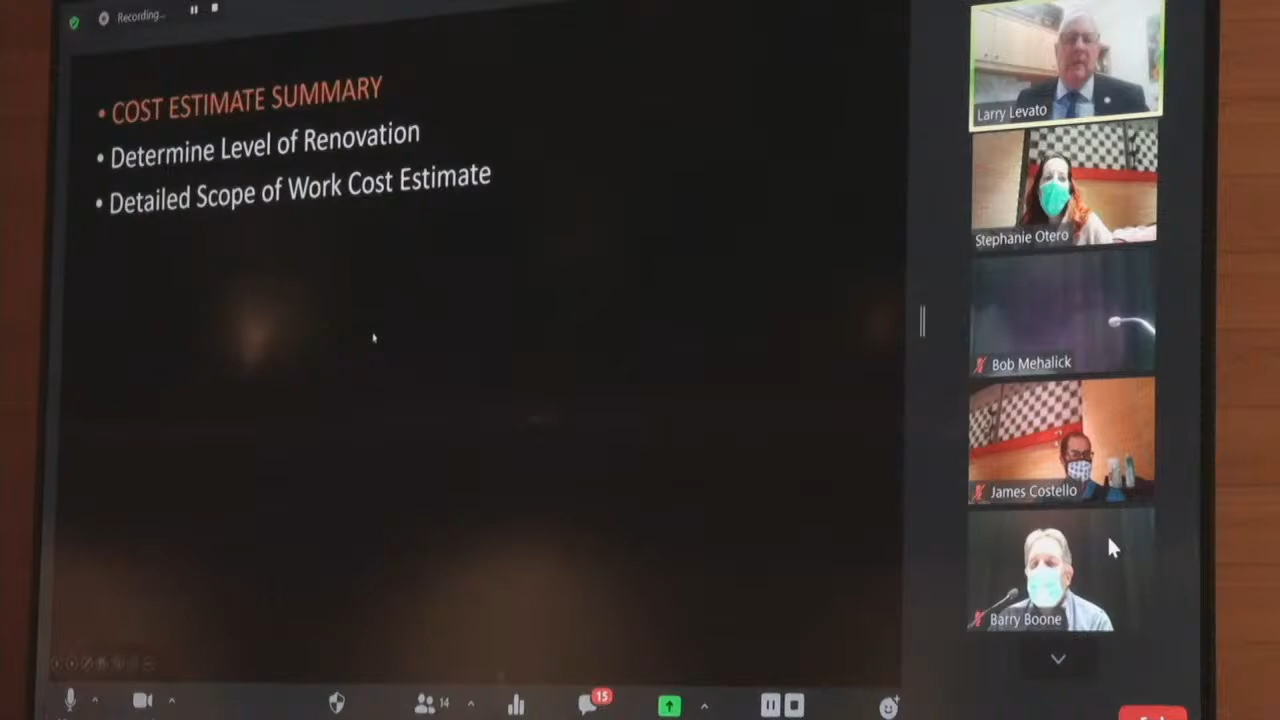 Recording...
• COST ESTIMATE SUMMARY
• Determine Level of Renovation
• Detailed Scope of Work Cost Estimate
Larry Levato
Stephanie Otero
Bob Mehalick
James Costello
Barry Boone
14
15